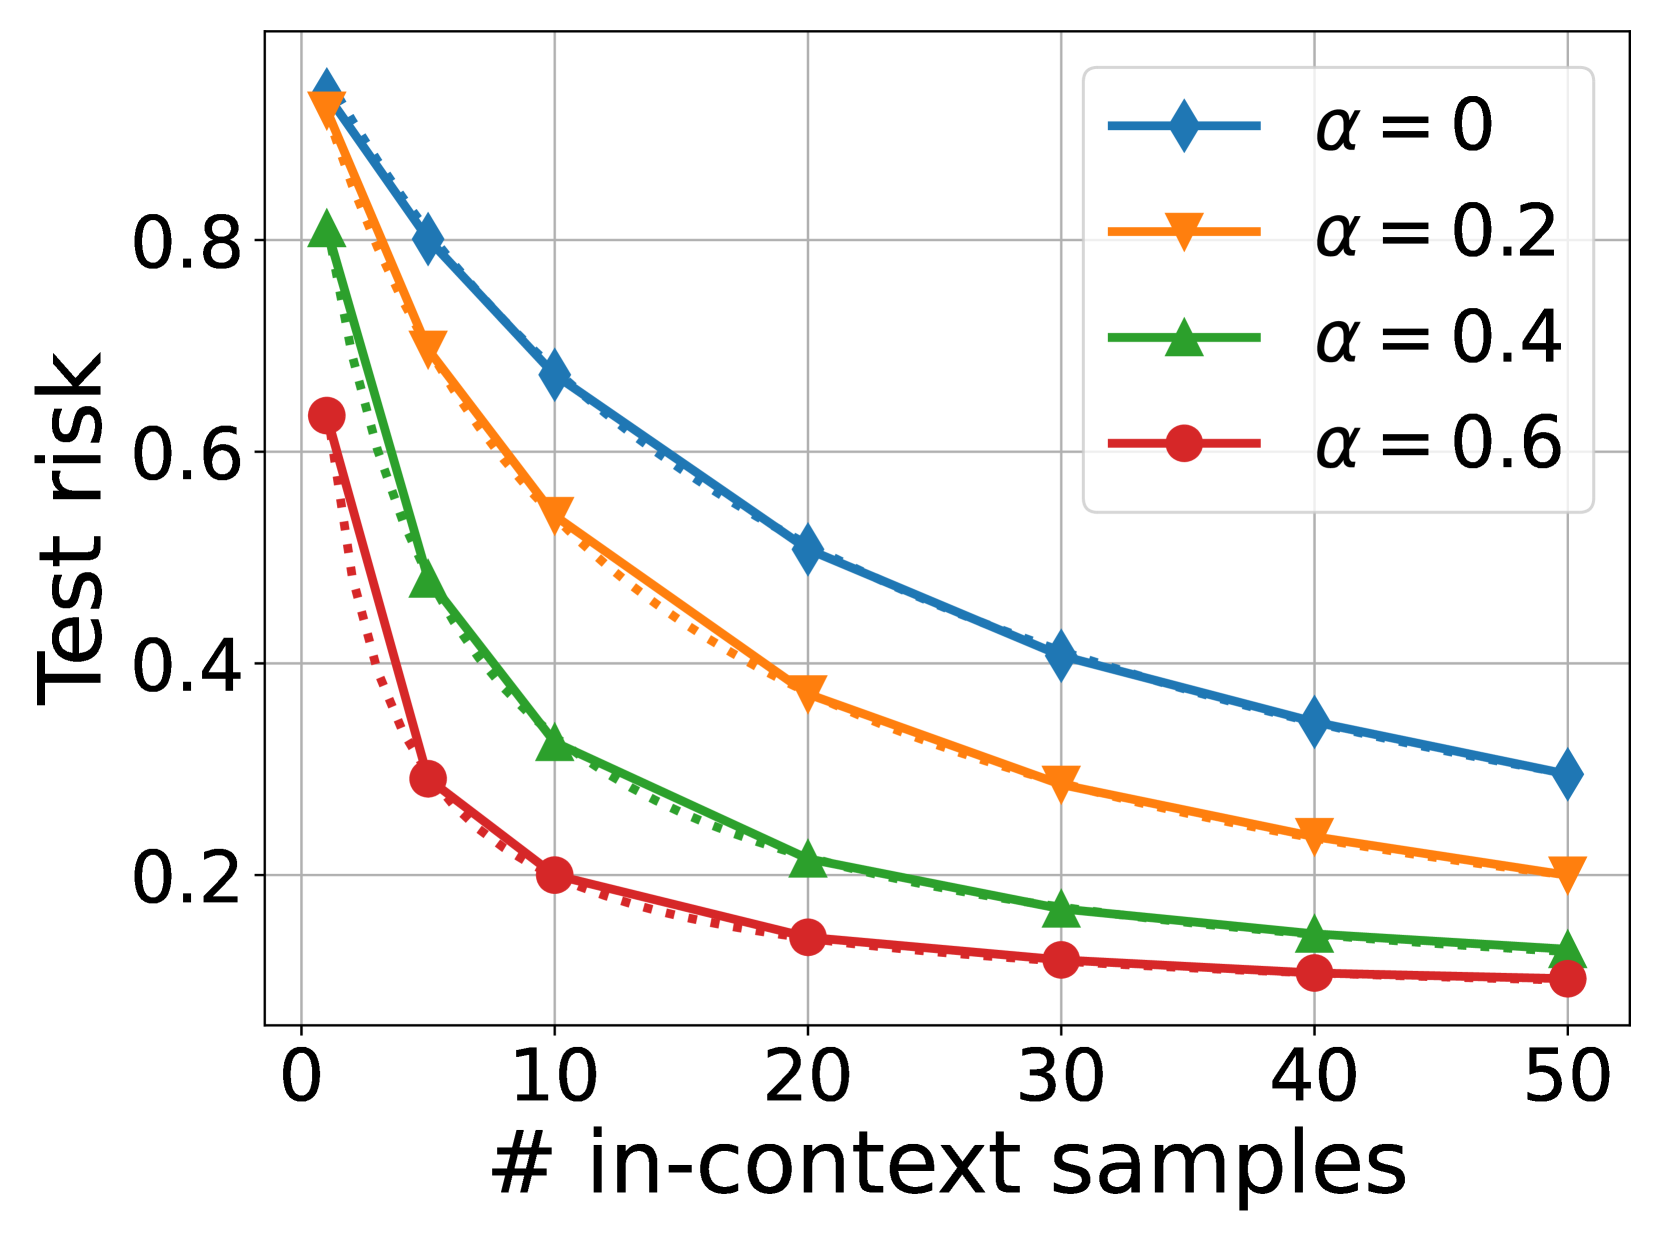 α = 0
α = 0.2
α = 0.4
α = 0.6
0.8
0.6
0.4
0.2
Test risk
0 10 20 30 40 50
# in-context samples